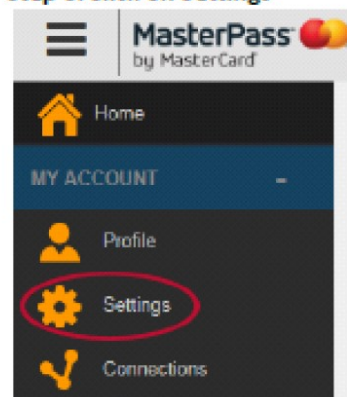 MasterPass
by MasterCard
Home
MY ACCOUNT -
Profile
Settings
Connections